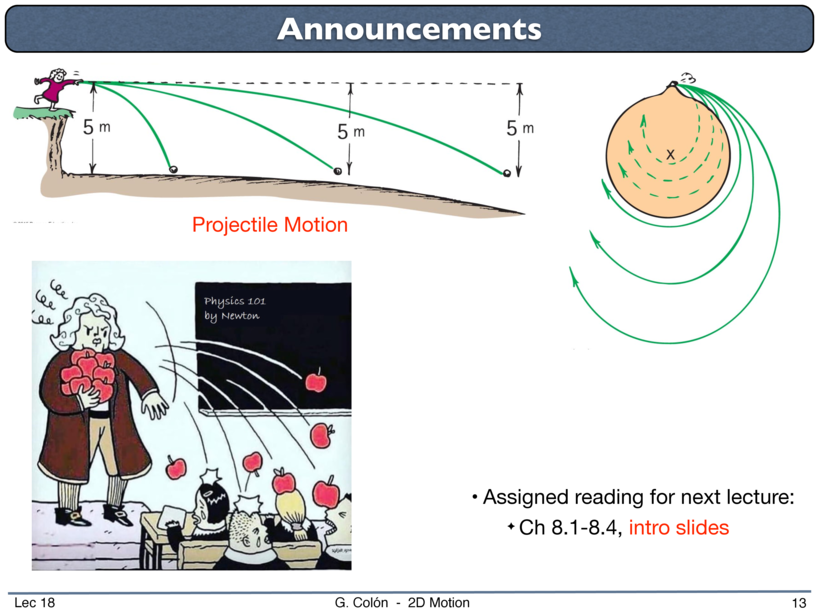 Announcements
5 m
5 m
5 m
x
Projectile Motion
Physics 101
by Newton
• Assigned reading for next lecture:
✦ Ch 8.1-8.4, intro slides
Lec 18
G. Colón - 2D Motion
13